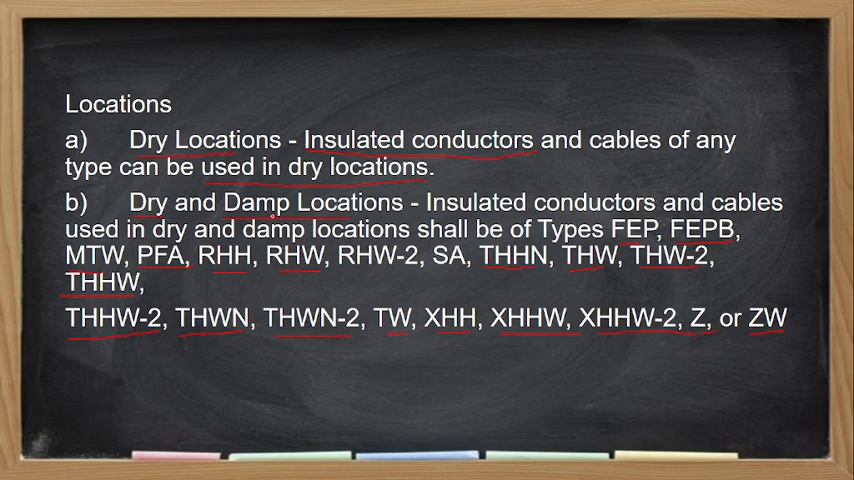 Locations
a) Dry Locations - Insulated conductors and cables of any
type can be used in dry locations.
b) Dry and Damp Locations - Insulated conductors and cables
used in dry and damp locations shall be of Types FEP, FEPB,
MTW, PFA, RHH, RHW, RHW-2, SA, THHN, THW, THW-2,
THHW,
THHW-2, THWN, THWN-2, TW, XHH, XHHW, XHHW-2, Z, or ZW